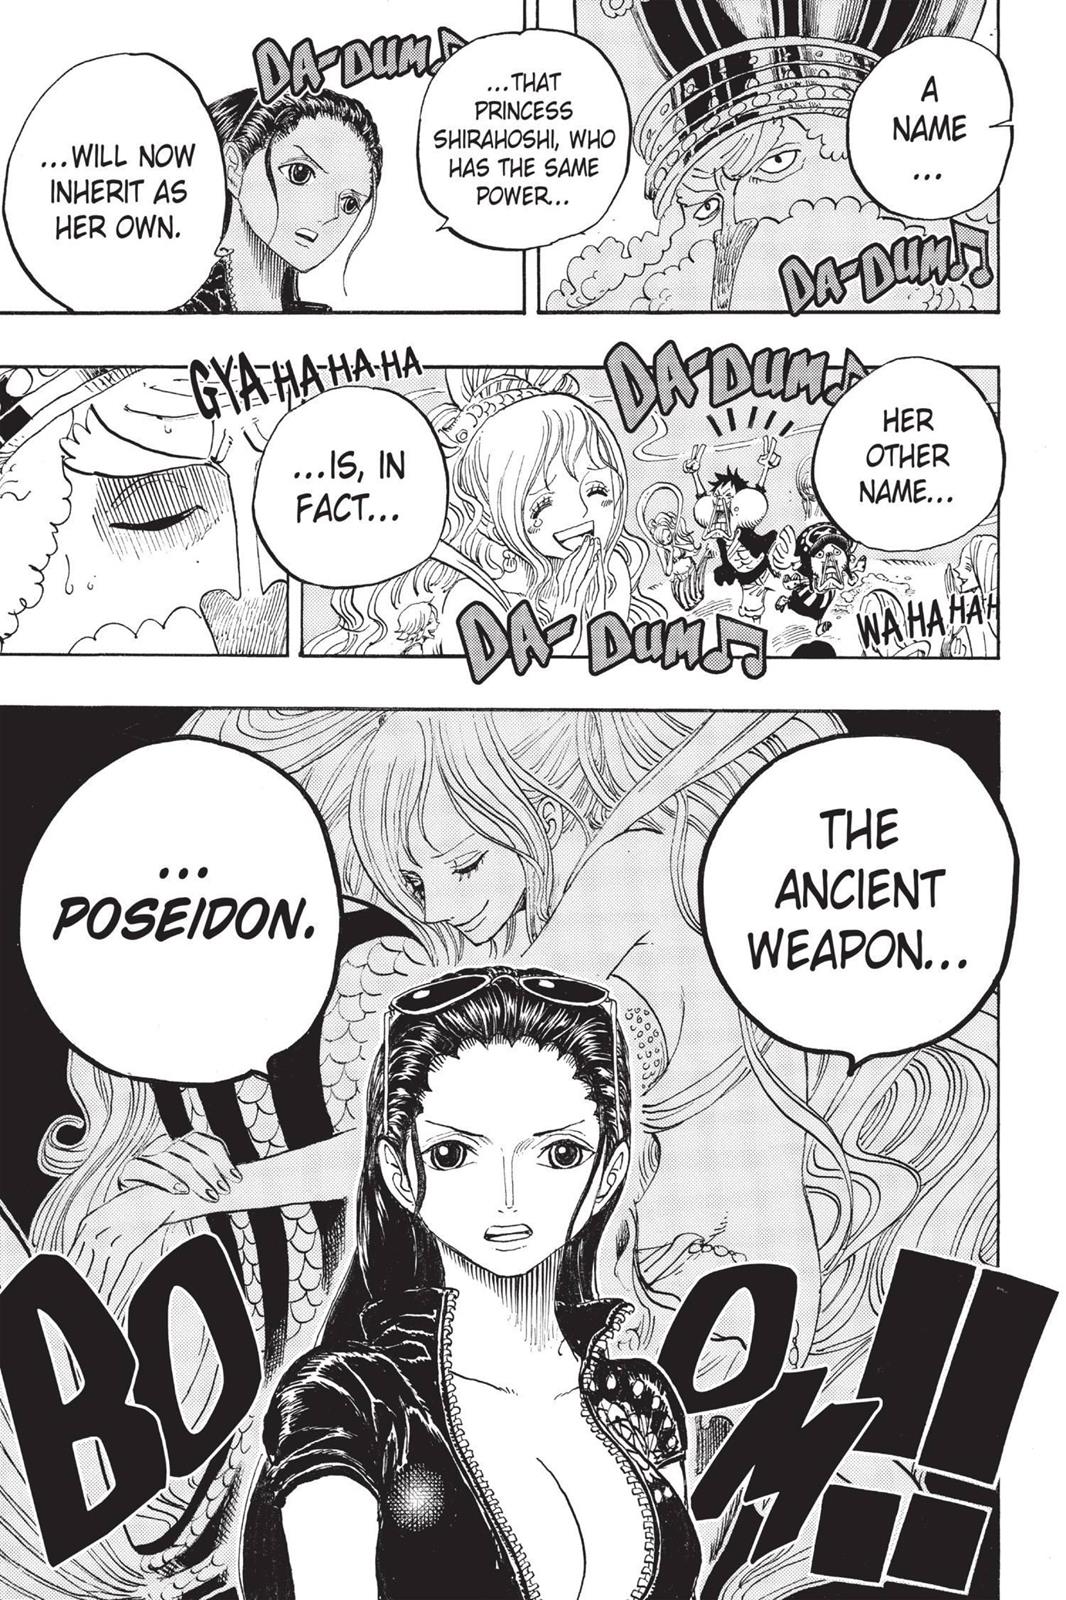 A
NAME
...
DA-DUM♫
...THAT
PRINCESS
SHIRAHOSHI, WHO
HAS THE SAME
POWER...
DA-DUM♫
...WILL NOW
INHERIT AS
HER OWN.
HER
OTHER
NAME...
DA-DUM♫
WA HA HA H
DA-DUM♫
...IS, IN
FACT...
GYA HA HA HA HA
THE
ANCIENT
WEAPON...
...
POSEIDON.
BOOM!!